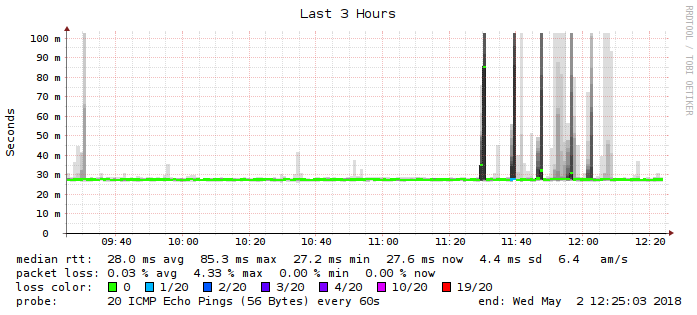 Last 3 Hours
RRDTOOL / TOBI OETIKER
Seconds
100 m
90 m
80 m
70 m
60 m
50 m
40 m
30 m
20 m
10 m
0
09:40 10:00 10:20 10:40 11:00 11:20 11:40 12:00 12:20
median rtt: 28.0 ms avg 85.3 ms max 27.2 ms min 27.6 ms now 4.4 ms sd 6.4 am/s
packet loss: 0.03 % avg 4.33 % max 0.00 % min 0.00 % now
loss color: 0 1/20 2/20 3/20 4/20 10/20 19/20
probe: 20 ICMP Echo Pings (56 Bytes) every 60s end: Wed May 2 12:25:03 2018